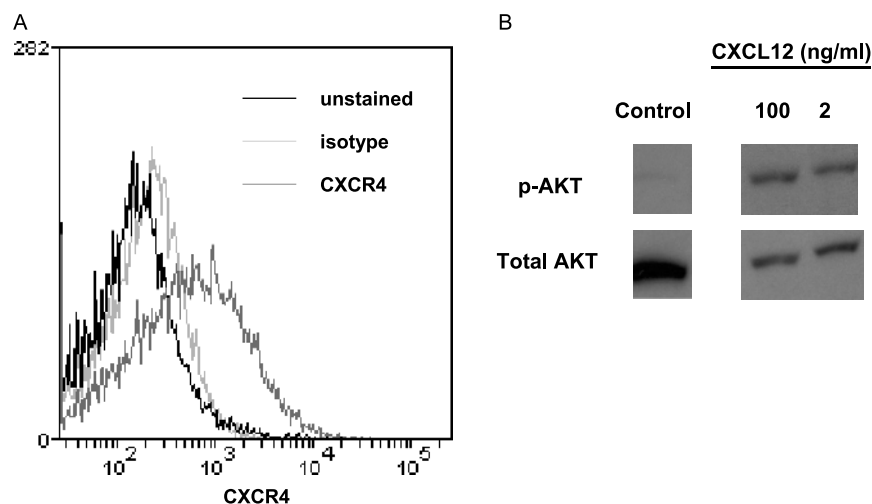 A
282
unstained
isotype
CXCR4
0
10²
10³
10⁴
10⁵
CXCR4
B
CXCL12 (ng/ml)
Control 100 2
p-AKT
Total AKT